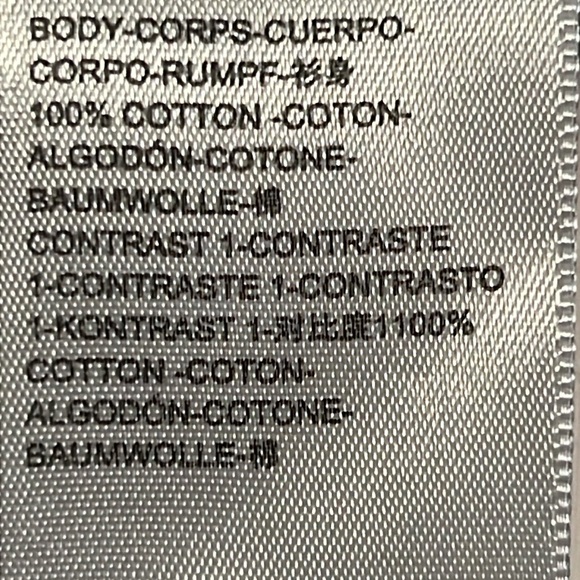 BODY-CORPS-CUERPO-
CORPO-RUMPF-衫身
100% COTTON -COTON-
ALGODÓN-COTONE-
BAUMWOLLE-棉
CONTRAST 1-CONTRASTE
1-CONTRASTE 1-CONTRASTO
1-KONTRAST 1-对比度1100%
COTTON -COTON-
ALGODÓN-COTONE-
BAUMWOLLE-棉